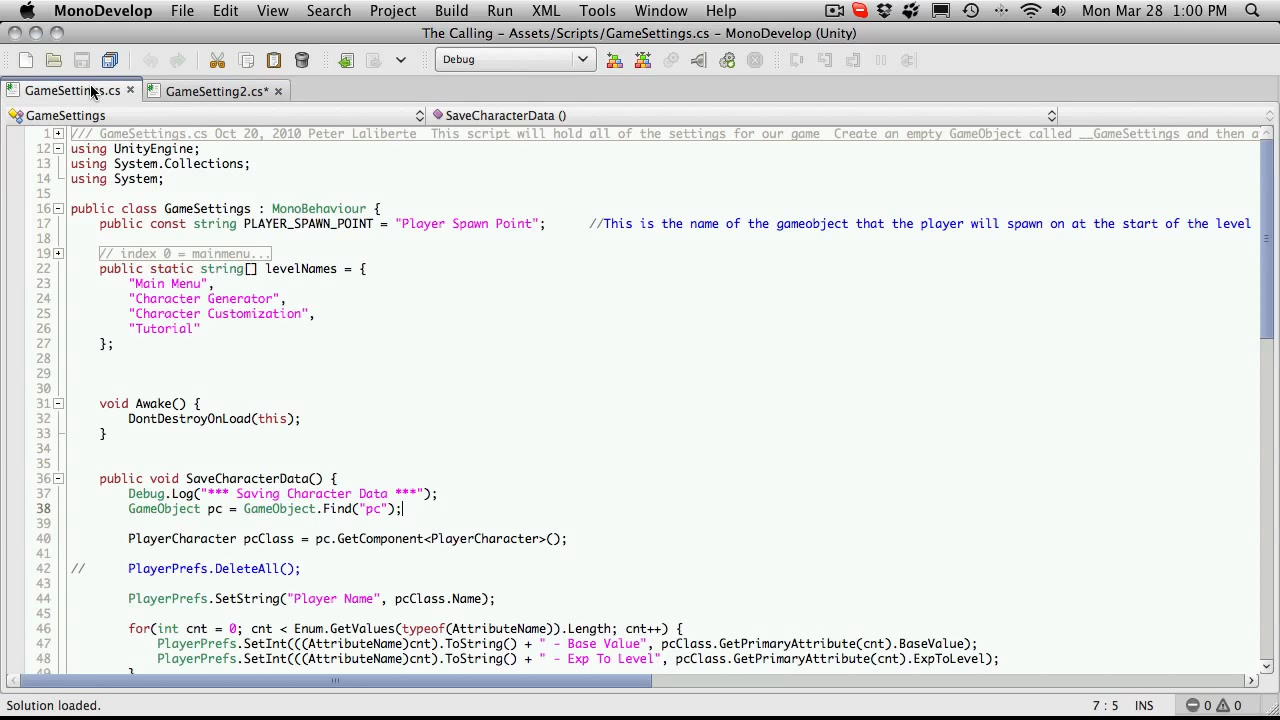 MonoDevelop File Edit View Search Project Build Run XML Tools Window Help Mon Mar 28 1:00 PM
The Calling - Assets/Scripts/GameSettings.cs - MonoDevelop (Unity)
Debug
GameSettings.cs × GameSetting2.cs* ×
GameSettings SaveCharacterData ()
1 /// GameSettings.cs Oct 20, 2010 Peter Laliberte  This script will hold all of the settings for our game  Create an empty GameObject called __GameSettings and then a
12 using UnityEngine;
13 using System.Collections;
14 using System;
15
16 public class GameSettings : MonoBehaviour {
17 public const string PLAYER_SPAWN_POINT = "Player Spawn Point"; //This is the name of the gameobject that the player will spawn on at the start of the level
18
19 // index 0 = mainmenu...
22 public static string[] levelNames = {
23 "Main Menu",
24 "Character Generator",
25 "Character Customization",
26 "Tutorial"
27 };
28
29
30
31 void Awake() {
32 DontDestroyOnLoad(this);
33 }
34
35
36 public void SaveCharacterData() {
37 Debug.Log("*** Saving Character Data ***");
38 GameObject pc = GameObject.Find("pc");
39
40 PlayerCharacter pcClass = pc.GetComponent<PlayerCharacter>();
41
42 // PlayerPrefs.DeleteAll();
43
44 PlayerPrefs.SetString("Player Name", pcClass.Name);
45
46 for(int cnt = 0; cnt < Enum.GetValues(typeof(AttributeName)).Length; cnt++) {
47 PlayerPrefs.SetInt(((AttributeName)cnt).ToString() + " - Base Value", pcClass.GetPrimaryAttribute(cnt).BaseValue);
48 PlayerPrefs.SetInt(((AttributeName)cnt).ToString() + " - Exp To Level", pcClass.GetPrimaryAttribute(cnt).ExpToLevel);
49 }
Solution loaded. 7 : 5 INS 0 0